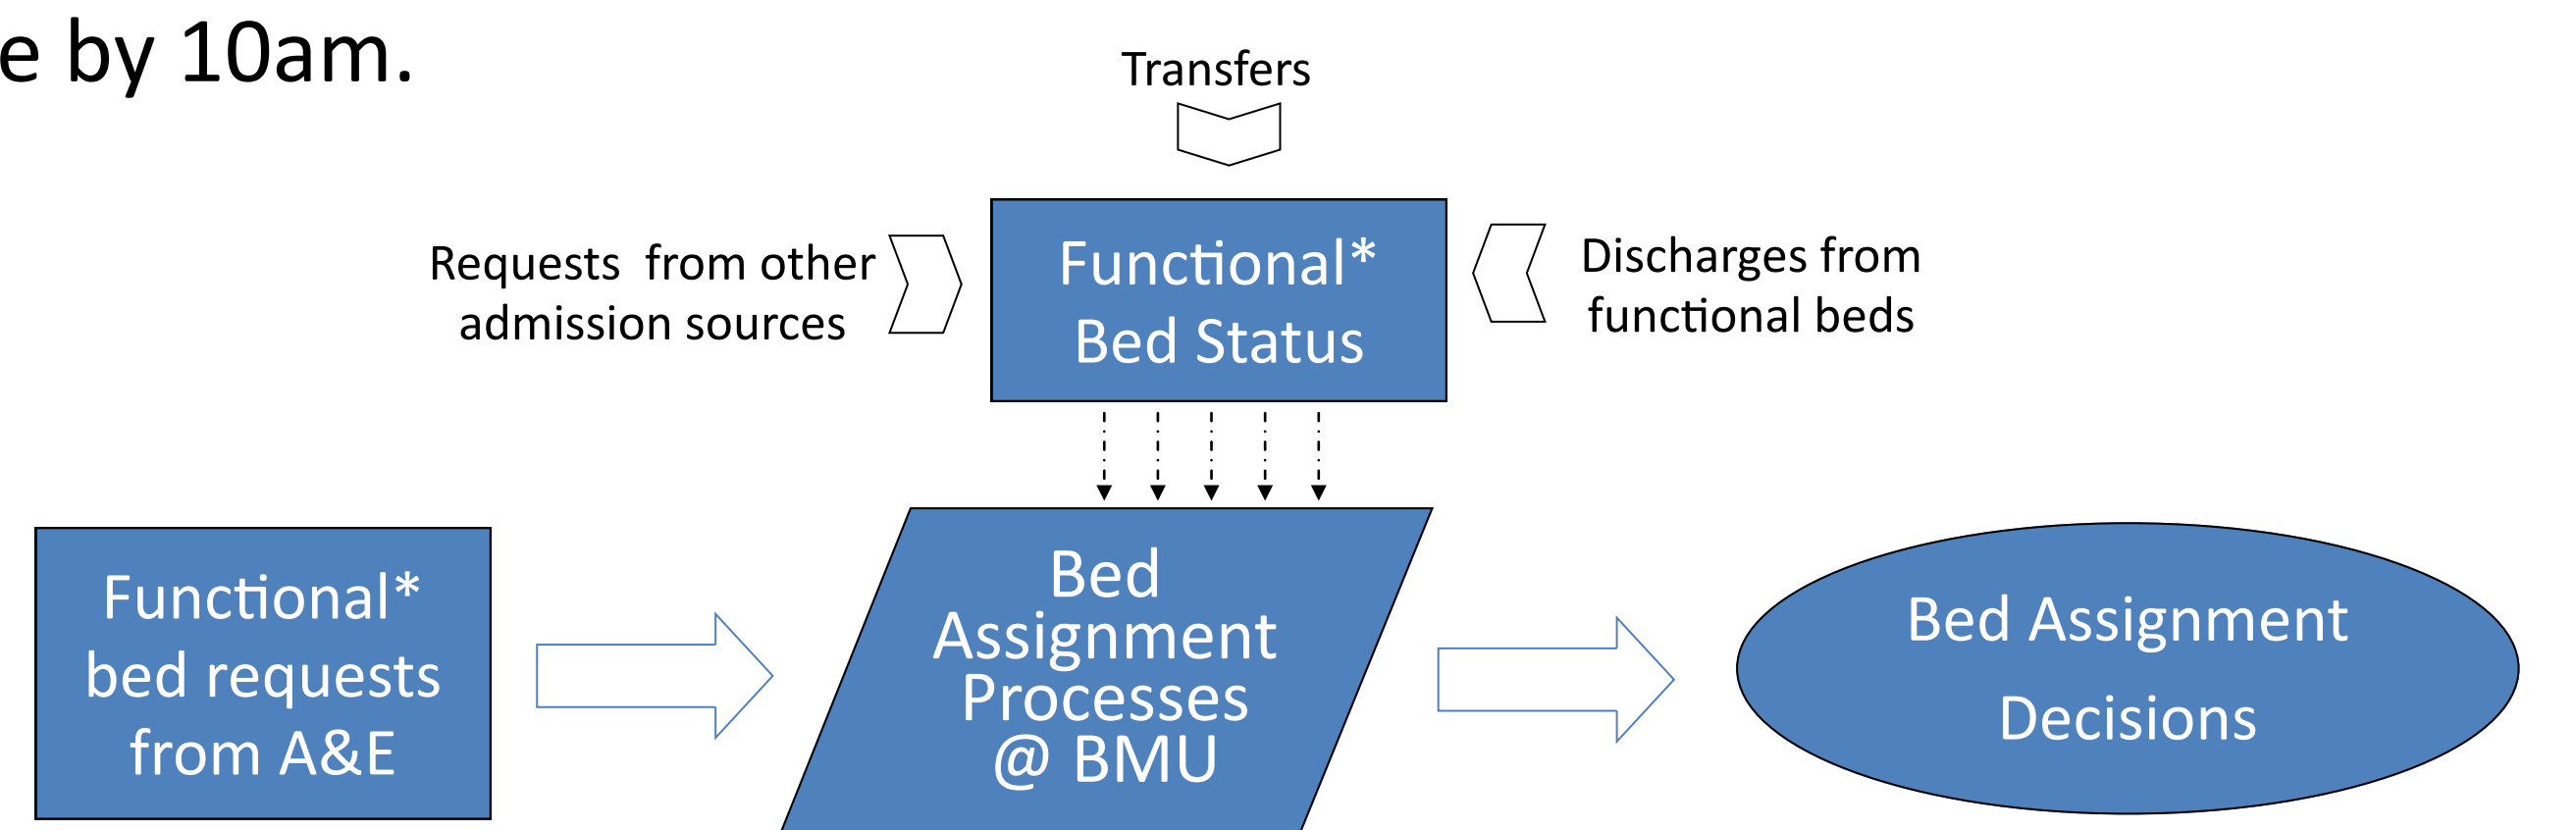 e by 10am.
Transfers
Requests from other
admission sources
Functional*
Bed Status
Discharges from
functional beds
Functional*
bed requests
from A&E
Bed
Assignment
Processes
@ BMU
Bed Assignment
Decisions